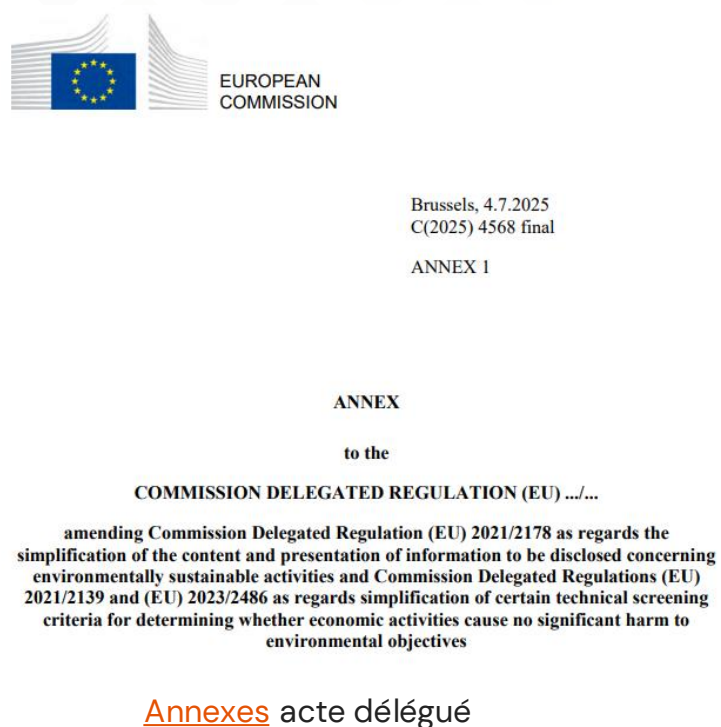 EUROPEAN
COMMISSION
Brussels, 4.7.2025
C(2025) 4568 final
ANNEX 1
ANNEX
to the
COMMISSION DELEGATED REGULATION (EU) .../...
amending Commission Delegated Regulation (EU) 2021/2178 as regards the
simplification of the content and presentation of information to be disclosed concerning
environmentally sustainable activities and Commission Delegated Regulations (EU)
2021/2139 and (EU) 2023/2486 as regards simplification of certain technical screening
criteria for determining whether economic activities cause no significant harm to
environmental objectives
Annexes acte délégué